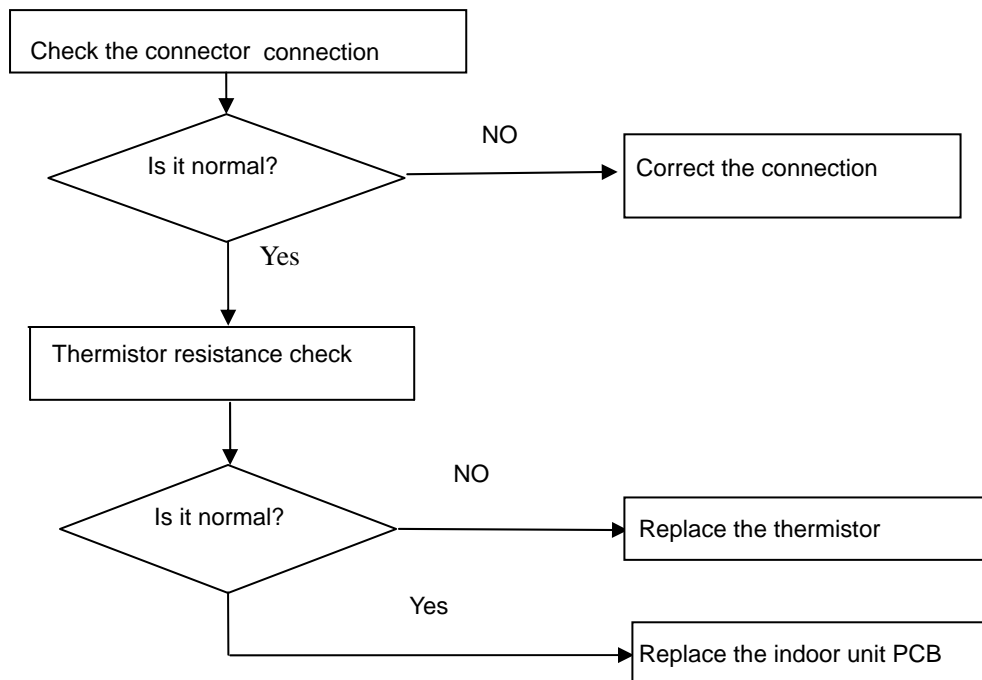 Check the connector connection
Is it normal?
NO
Correct the connection
Yes
Thermistor resistance check
Is it normal?
NO
Replace the thermistor
Yes
Replace the indoor unit PCB